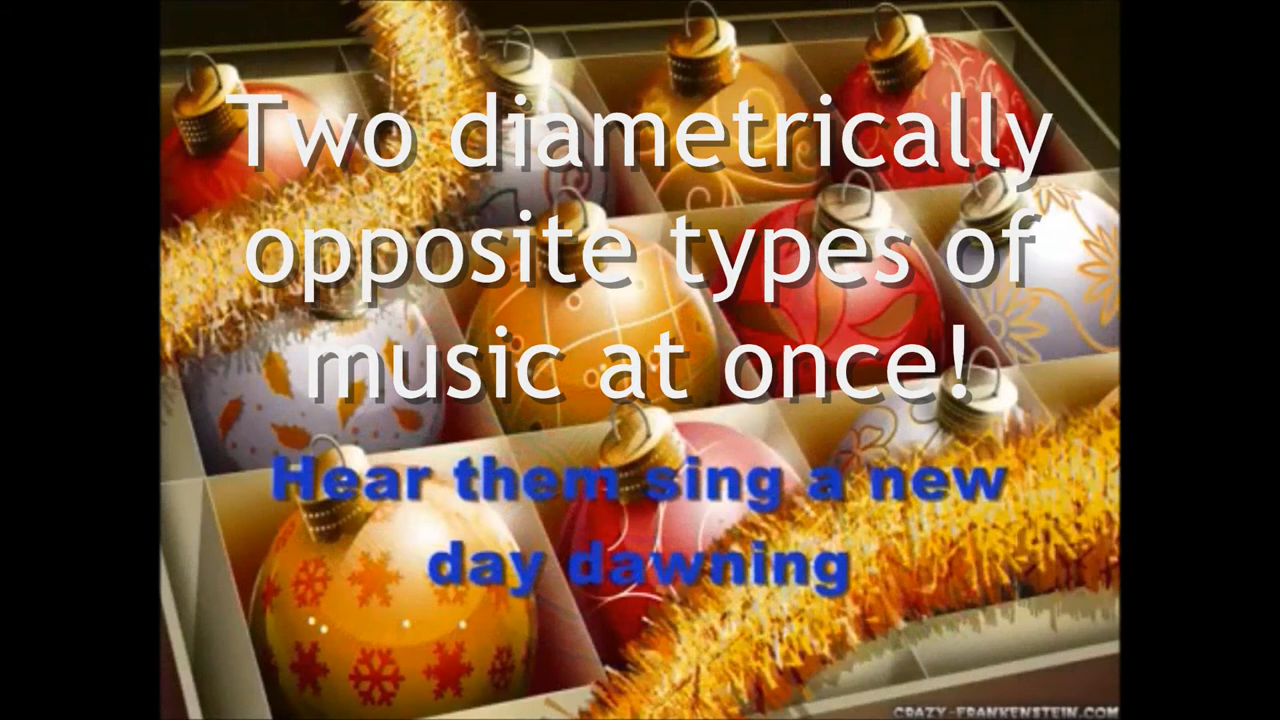 Two diametrically
opposite types of
music at once!
Hear them sing a new
day dawning
CRAZY-FRANKENSTEIN.COM